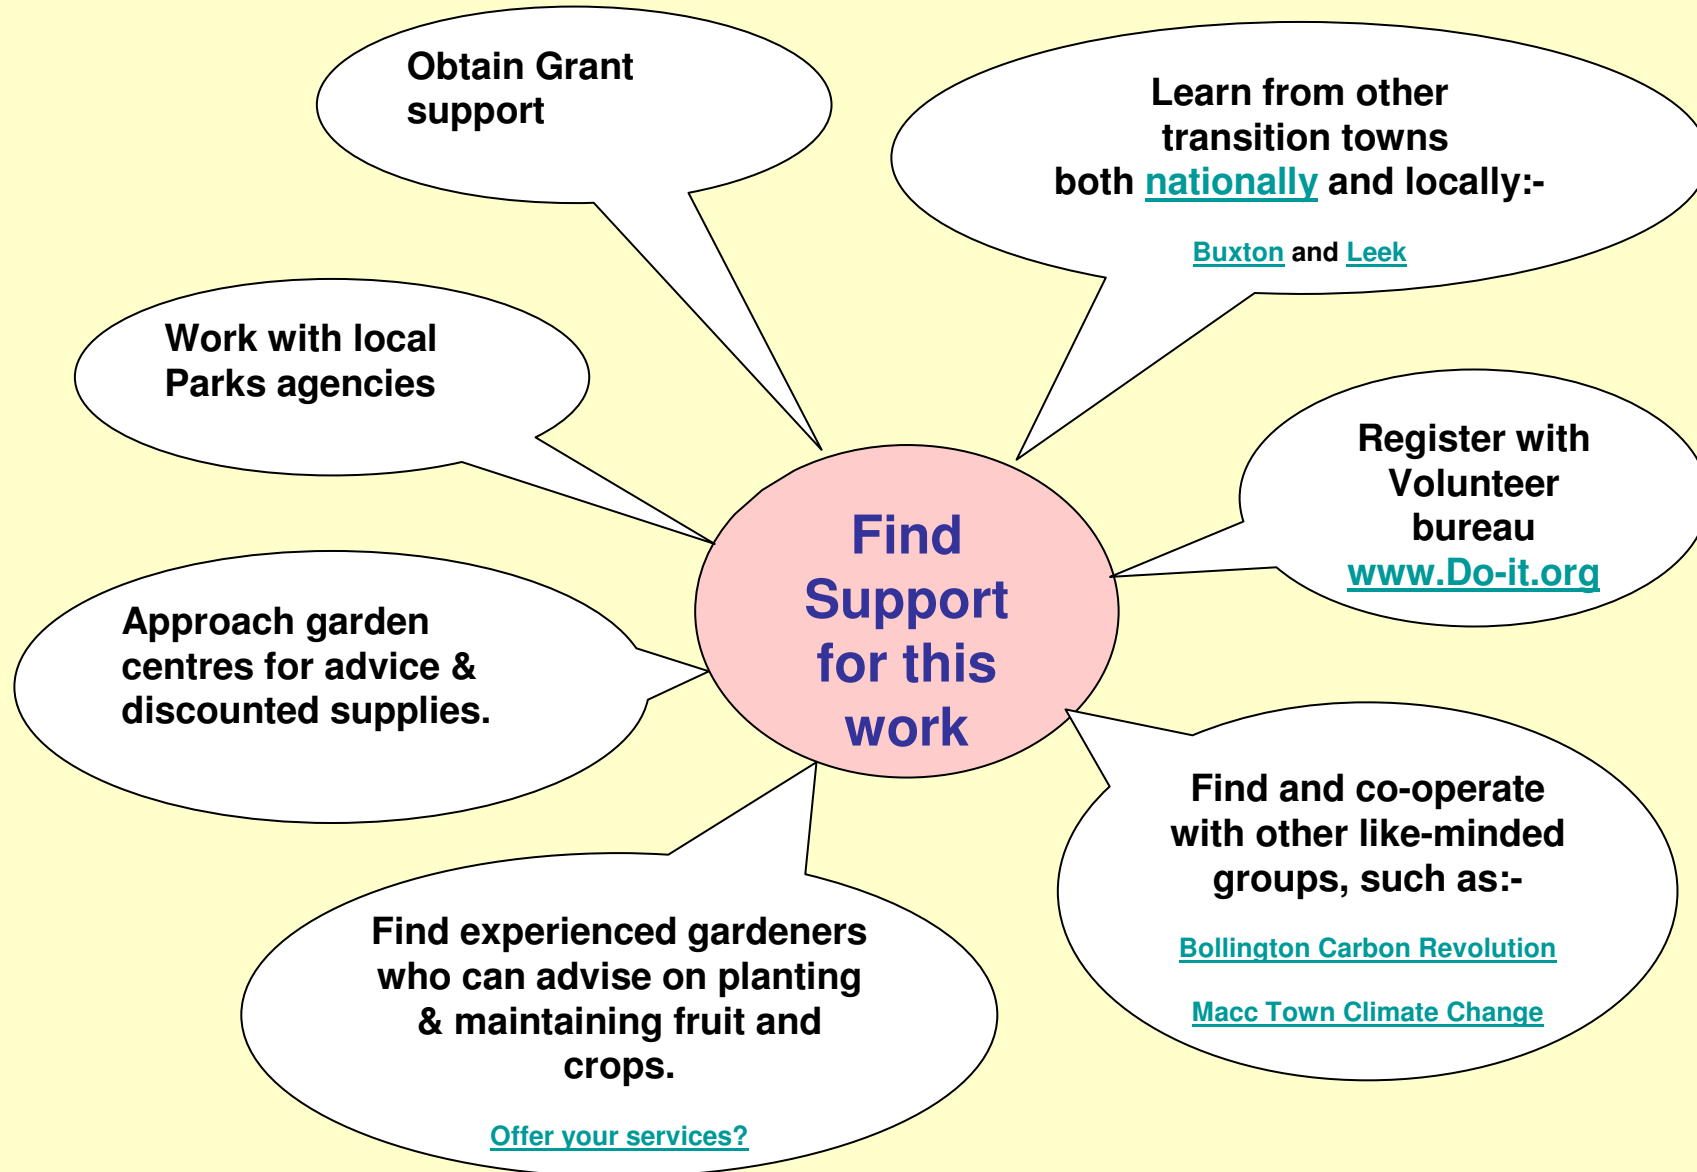 Obtain Grant
support
Learn from other
transition towns
both nationally and locally:-
Buxton and Leek
Work with local
Parks agencies
Register with
Volunteer
bureau
www.Do-it.org
Find
Support
for this
work
Approach garden
centres for advice &
discounted supplies.
Find and co-operate
with other like-minded
groups, such as:-
Bollington Carbon Revolution
Macc Town Climate Change
Find experienced gardeners
who can advise on planting
& maintaining fruit and
crops.
Offer your services?